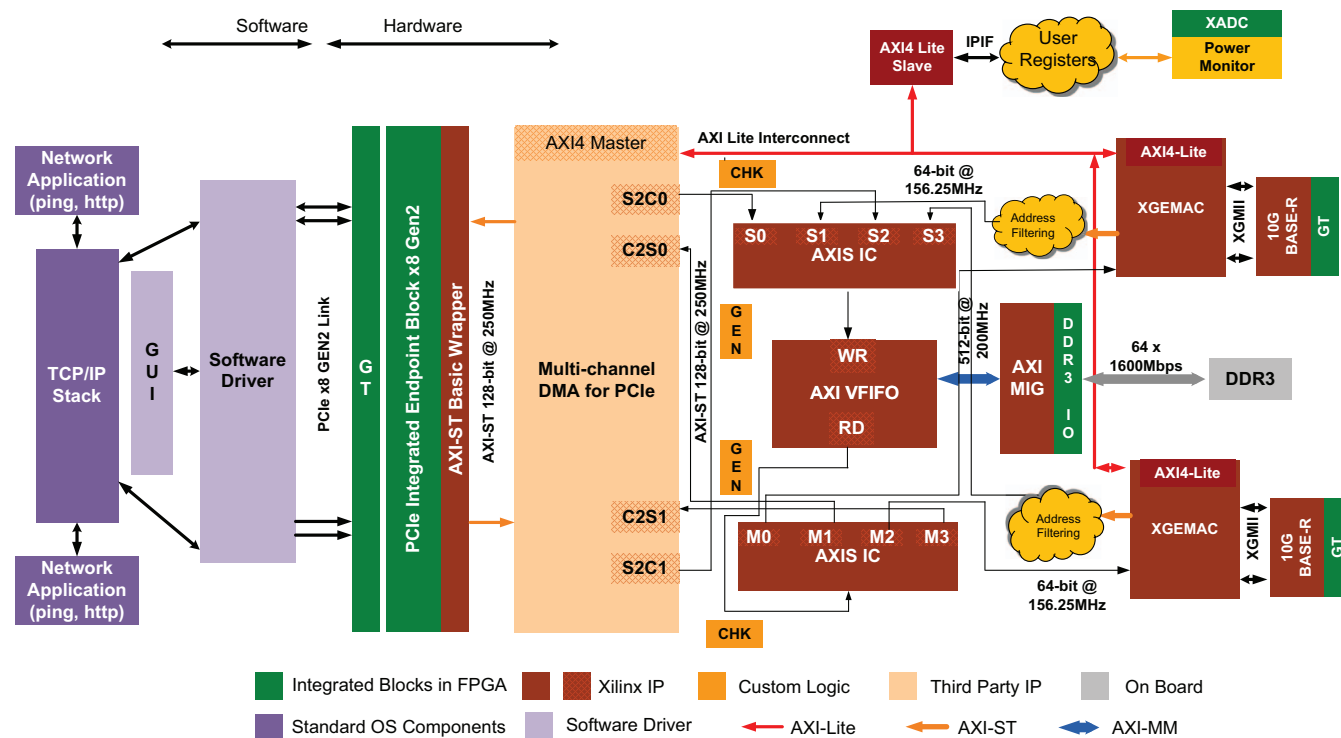 Software
Hardware
XADC
Power
Monitor
AXI4 Lite
Slave
IPIF
User
Registers
Network
Application
(ping, http)
TCP/IP
Stack
Network
Application
(ping, http)
G
U
I
Software
Driver
PCIe x8 GEN2 Link
GT
PCIe Integrated Endpoint Block x8 Gen2
AXI-ST Basic Wrapper
AXI-ST 128-bit @ 250MHz
AXI4 Master
S2C0
C2S0
Multi-channel
DMA for PCIe
C2S1
S2C1
AXI-ST 128-bit @ 250MHz
AXI Lite Interconnect
CHK
64-bit @
156.25MHz
S0 S1 S2 S3
AXIS IC
G
E
N
WR
AXI VFIFO
RD
G
E
N
M0 M1 M2 M3
AXIS IC
CHK
512-bit @
200MHz
AXI
MIG
D
D
R
3
I
O
64 x
1600Mbps
DDR3
Address
Filtering
AXI4-Lite
XGEMAC
XGMII
10G
BASE-R
GT
Address
Filtering
AXI4-Lite
XGEMAC
XGMII
10G
BASE-R
GT
64-bit @
156.25MHz
Integrated Blocks in FPGA
Xilinx IP
Custom Logic
Third Party IP
On Board
Standard OS Components
Software Driver
AXI-Lite
AXI-ST
AXI-MM